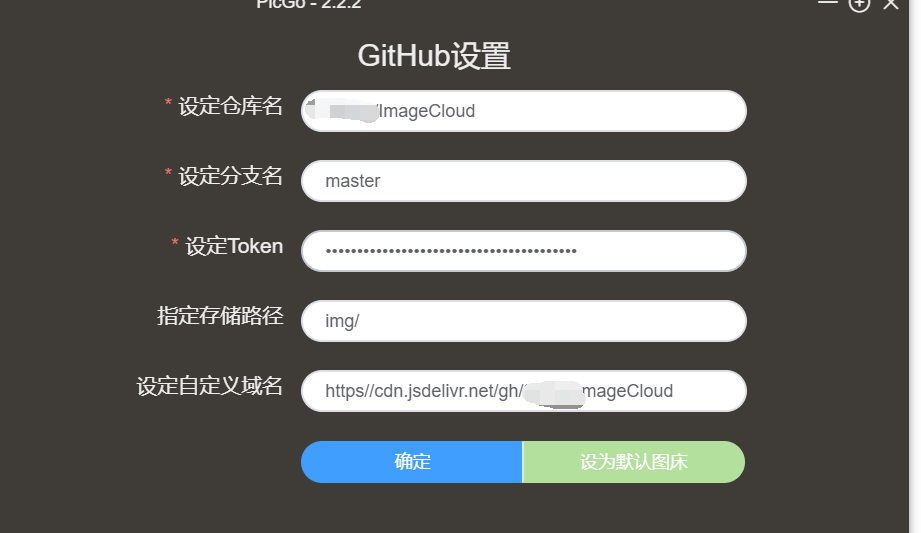 PicGo - 2.2.2
GitHub设置
* 设定仓库名 /ImageCloud
* 设定分支名 master
* 设定Token ••••••••••••••••••••••••••••••••••••••••
指定存储路径 img/
设定自定义域名 https//cdn.jsdelivr.net/gh/ mageCloud
确定 设为默认图床